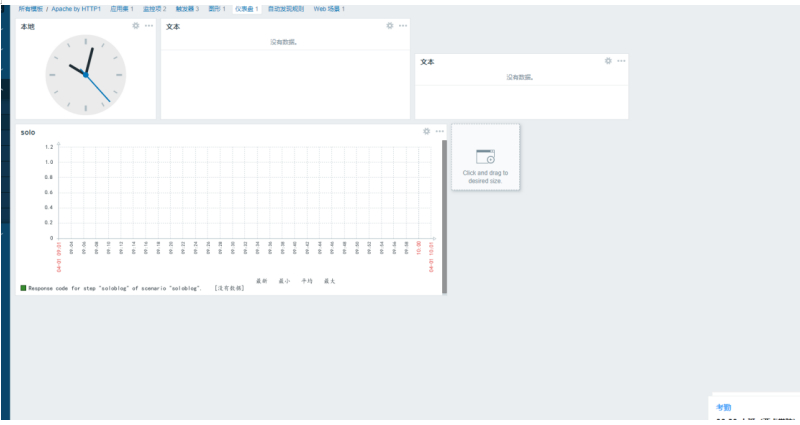 所有模板 / Apache by HTTP1 应用集 1 监控项 2 触发器 3 图形 1 仪表盘 1 自动发现规则 Web 场景 1
本地
文本
没有数据。
文本
没有数据。
solo
Click and drag to
desired size.
1.2
1.0
0.8
0.6
0.4
0.2
0
04-01 09:01 09:04 09:06 09:08 09:10 09:12 09:14 09:16 09:18 09:20 09:22 09:24 09:26 09:28 09:30 09:32 09:34 09:36 09:38 09:40 09:42 09:44 09:46 09:48 09:50 09:52 09:54 09:56 09:58 10:00 04-01 10:01
最新 最小 平均 最大
Response code for step "soloblog" of scenario "soloblog". [没有数据]
考勤